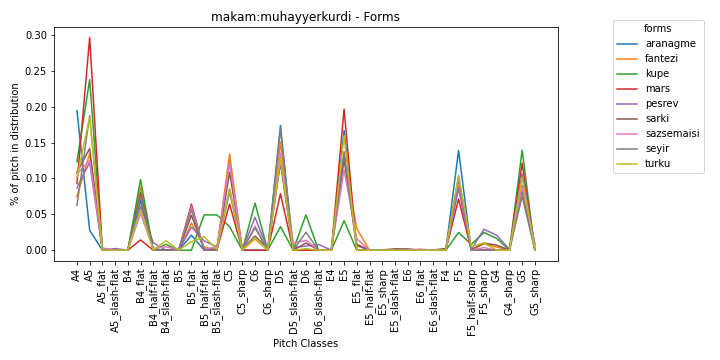 makam:muhayyerkurdi - Forms
% of pitch in distribution
0.30
0.25
0.20
0.15
0.10
0.05
0.00
A4
A5
A5_flat
A5_slash-flat
B4
B4_flat
B4_half-flat
B4_slash-flat
B5
B5_flat
B5_half-flat
B5_slash-flat
C5
C5_sharp
C6
C6_sharp
D5
D5_slash-flat
D6
D6_slash-flat
E4
E5
E5_flat
E5_half-flat
E5_sharp
E5_slash-flat
E6
E6_flat
E6_slash-flat
F4
F5
F5_half-sharp
F5_sharp
G4
G4_sharp
G5
G5_sharp
Pitch Classes
forms
aranagme
fantezi
kupe
mars
pesrev
sarki
sazsemaisi
seyir
turku